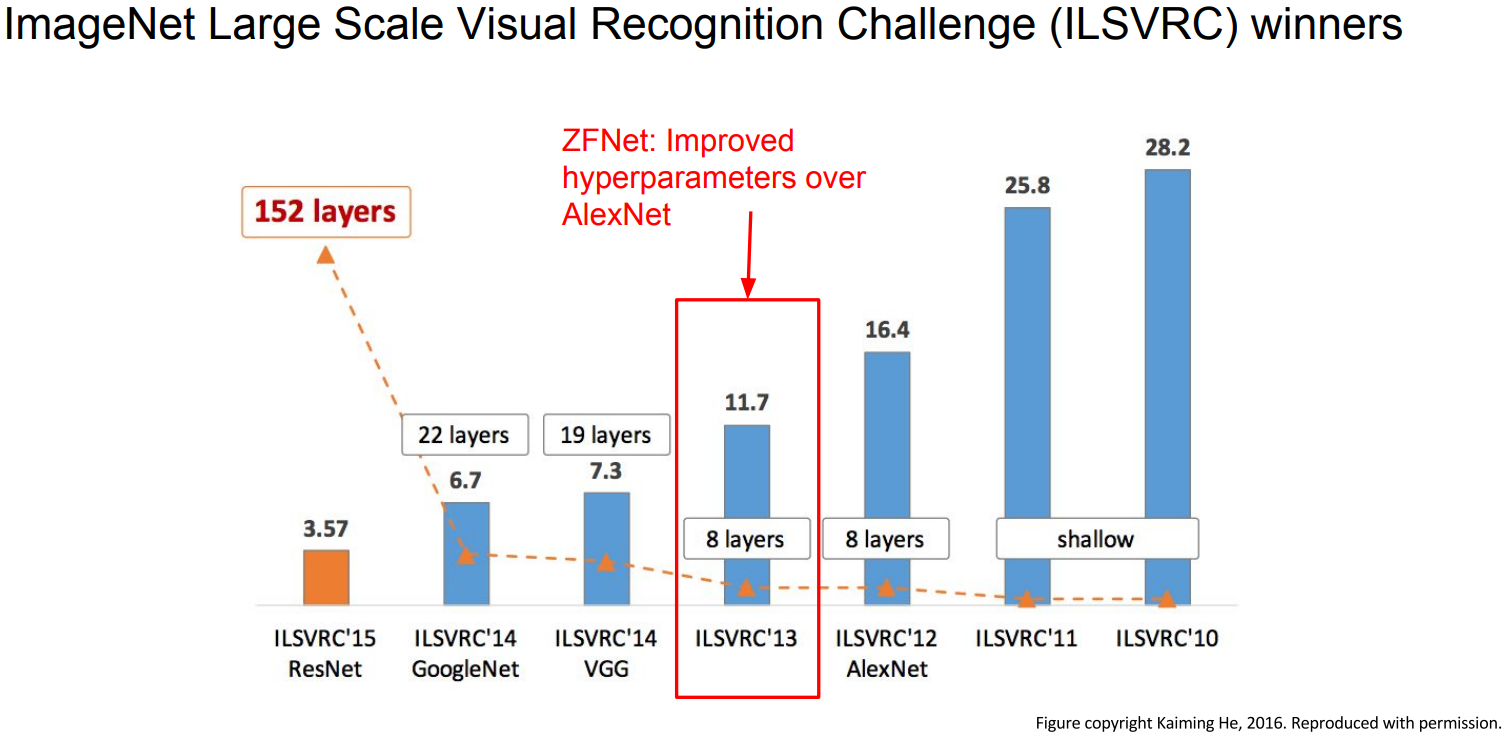 ImageNet Large Scale Visual Recognition Challenge (ILSVRC) winners
ZFNet: Improved
hyperparameters over
AlexNet
28.2
25.8
152 layers
16.4
11.7
22 layers
19 layers
6.7
7.3
3.57
8 layers
8 layers
shallow
ILSVRC'15
ResNet
ILSVRC'14
GoogleNet
ILSVRC'14
VGG
ILSVRC'13
ILSVRC'12
AlexNet
ILSVRC'11
ILSVRC'10
Figure copyright Kaiming He, 2016. Reproduced with permission.